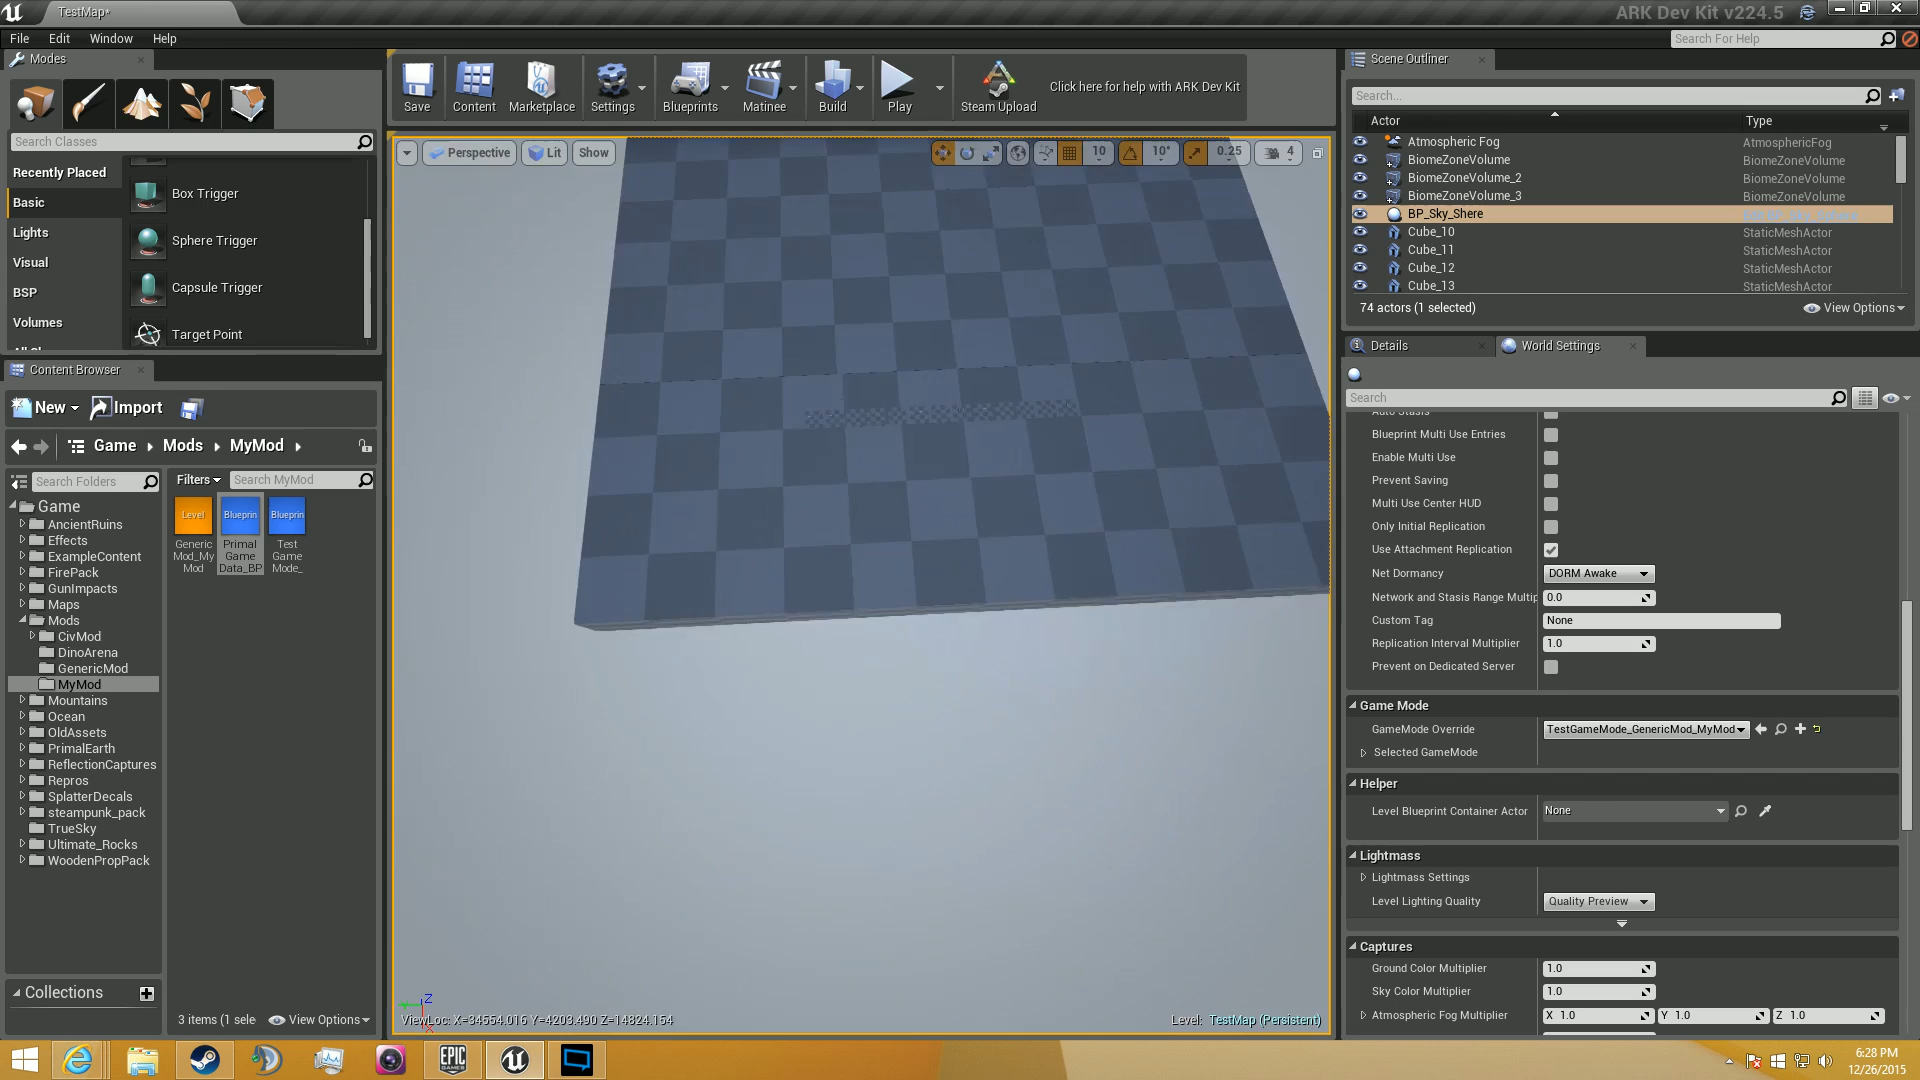 TestMap*
ARK Dev Kit v224.5
File
Edit
Window
Help
Search For Help
Modes
Search Classes
Recently Placed
Basic
Lights
Visual
BSP
Volumes
Box Trigger
Sphere Trigger
Capsule Trigger
Target Point
Content Browser
New
Import
Game
Mods
MyMod
Search Folders
Filters
Search MyMod
Game
AncientRuins
Effects
ExampleContent
FirePack
GunImpacts
Maps
Mods
CivMod
DinoArena
GenericMod
MyMod
Mountains
Ocean
OldAssets
PrimalEarth
ReflectionCaptures
Repros
SplatterDecals
steampunk_pack
TrueSky
Ultimate_Rocks
WoodenPropPack
Level
Generic
Mod_My
Mod
Blueprin
Primal
Game
Data_BP
Blueprin
Test
Game
Mode_
Collections
3 items (1 sele
View Options
Save
Content
Marketplace
Settings
Blueprints
Matinee
Build
Play
Steam Upload
Click here for help with ARK Dev Kit
Perspective
Lit
Show
10
10°
0.25
4
Z
X
ViewLoc: X=34554.016 Y=4203.490 Z=14824.154
Level: TestMap (Persistent)
Scene Outliner
Search...
Actor
Type
Atmospheric Fog
AtmosphericFog
BiomeZoneVolume
BiomeZoneVolume
BiomeZoneVolume_2
BiomeZoneVolume
BiomeZoneVolume_3
BiomeZoneVolume
BP_Sky_Shere
Cube_10
StaticMeshActor
Cube_11
StaticMeshActor
Cube_12
StaticMeshActor
Cube_13
StaticMeshActor
74 actors (1 selected)
View Options
Details
World Settings
Search
Auto Stasis
Blueprint Multi Use Entries
Enable Multi Use
Prevent Saving
Multi Use Center HUD
Only Initial Replication
Use Attachment Replication
Net Dormancy
DORM Awake
Network and Stasis Range Multip
0.0
Custom Tag
None
Replication Interval Multiplier
1.0
Prevent on Dedicated Server
Game Mode
GameMode Override
TestGameMode_GenericMod_MyMod
Selected GameMode
Helper
Level Blueprint Container Actor
None
Lightmass
Lightmass Settings
Level Lighting Quality
Quality Preview
Captures
Ground Color Multiplier
1.0
Sky Color Multiplier
1.0
Atmospheric Fog Multiplier
X 1.0
Y 1.0
Z 1.0
EPIC
GAMES
6:28 PM
12/26/2015